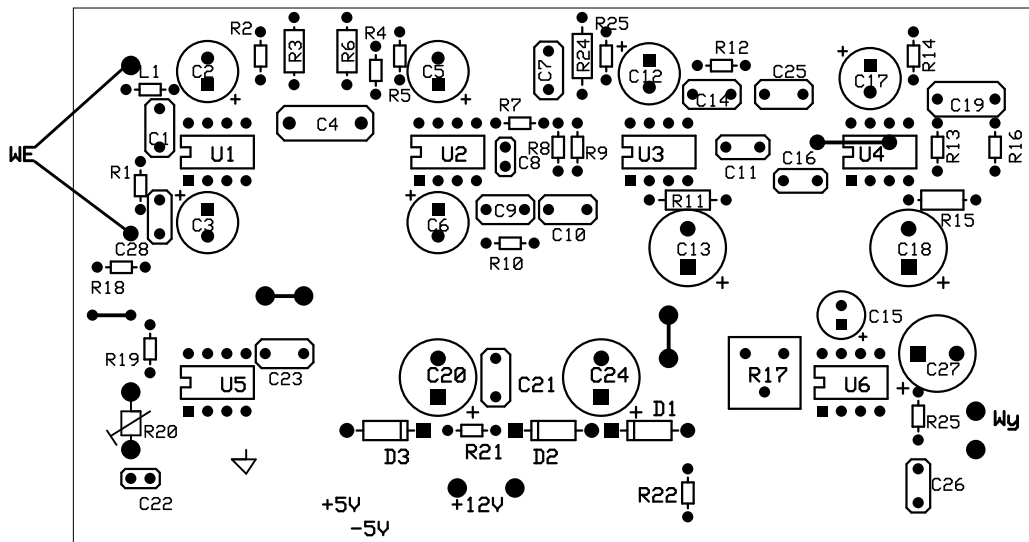 R2
R3
R6
R4
R25
R24
R12
R14
C2
C5
C7
C12
C14
C25
C17
C19
L1
R5
C1
C4
R7
WE
U1
U2
R8
C8
R9
U3
C11
C16
U4
R13
R16
R1
C3
C6
C9
C10
R11
R15
C28
R10
C13
C18
R18
C15
R19
C23
C20
C21
C24
R17
C27
U5
U6
R20
D1
R25
Wy
D3
R21
D2
C22
R22
C26
+5V
+12V
-5V